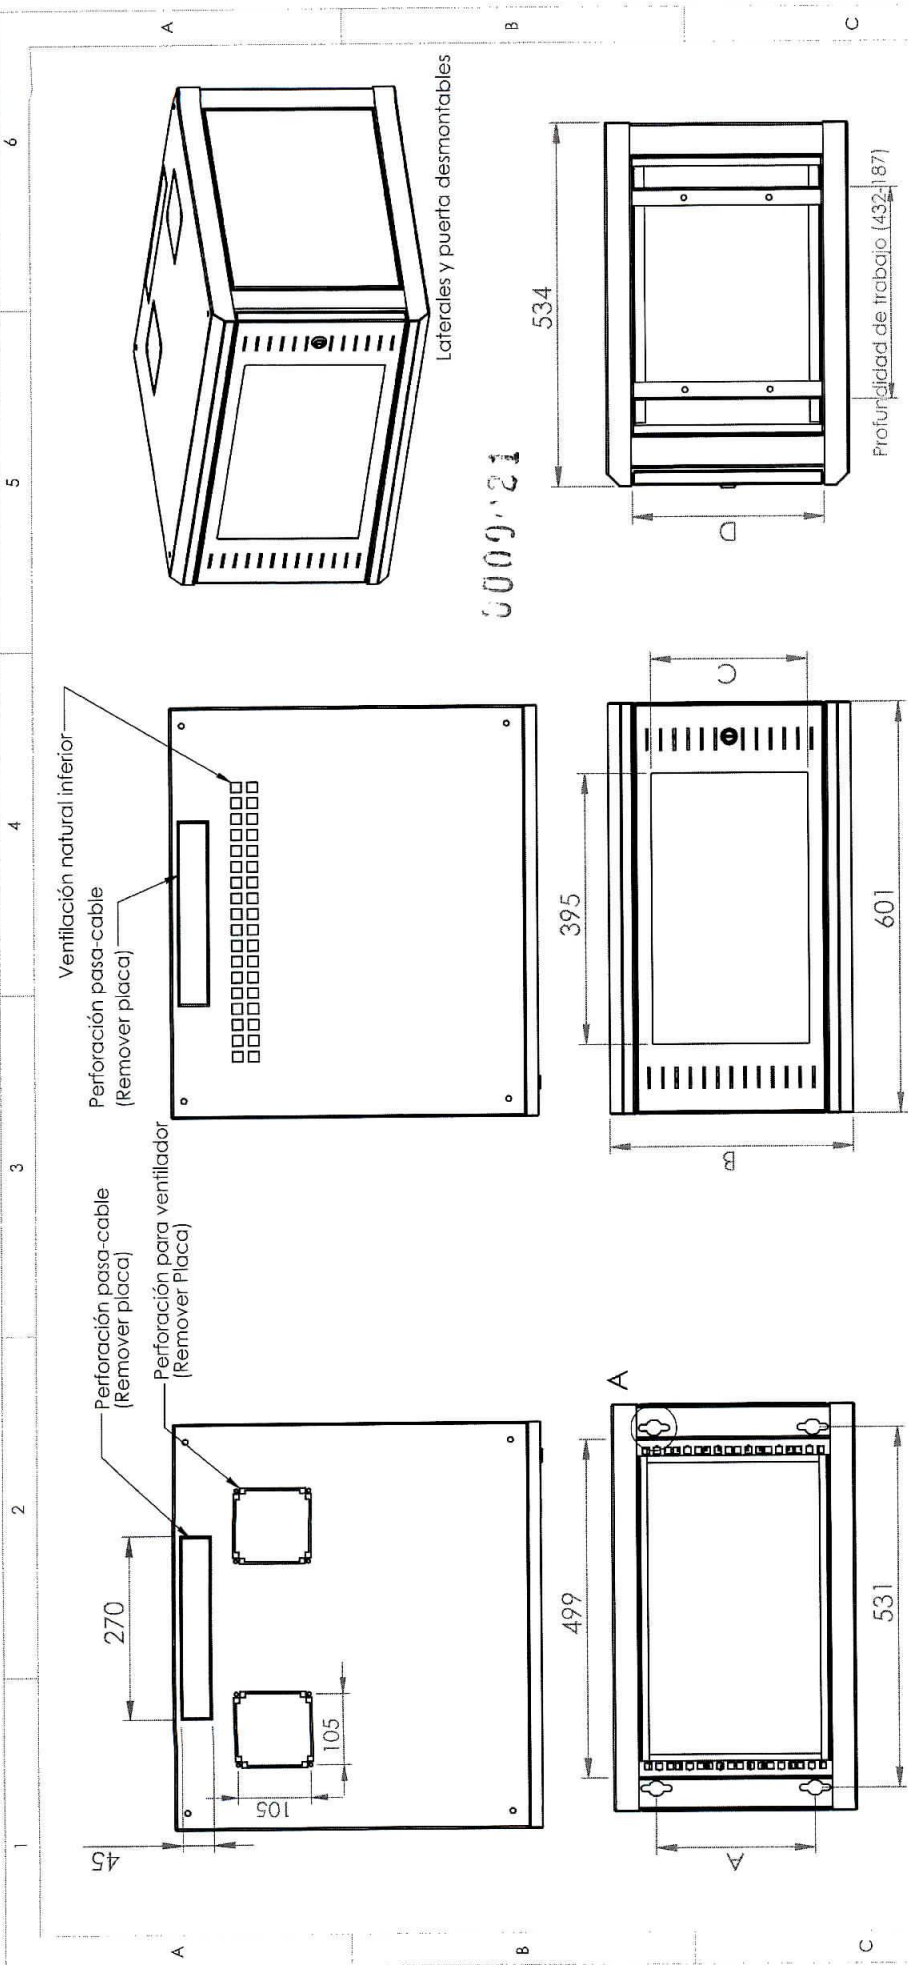 1
2
3
4
5
6
A
A
B
B
C
C
Perforación pasa-cable
(Remover placa)
Perforación para ventilador
(Remover Placa)
270
45
105
105
Ventilación natural inferior
Perforación pasa-cable
(Remover placa)
Laterales y puerta desmontables
499
531
A
A
395
601
B
C
534
D
Profundidad de trabajo (432-187)